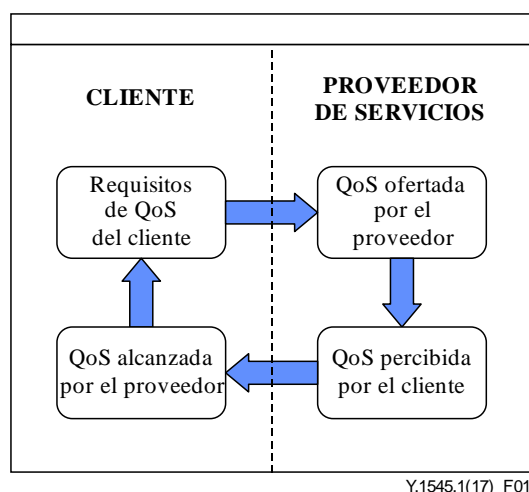 CLIENTE
PROVEEDOR
DE SERVICIOS
Requisitos
de QoS
del cliente
QoS ofertada
por el
proveedor
QoS alcanzada
por el proveedor
QoS percibida
por el cliente
Y.1545.1(17)_F01